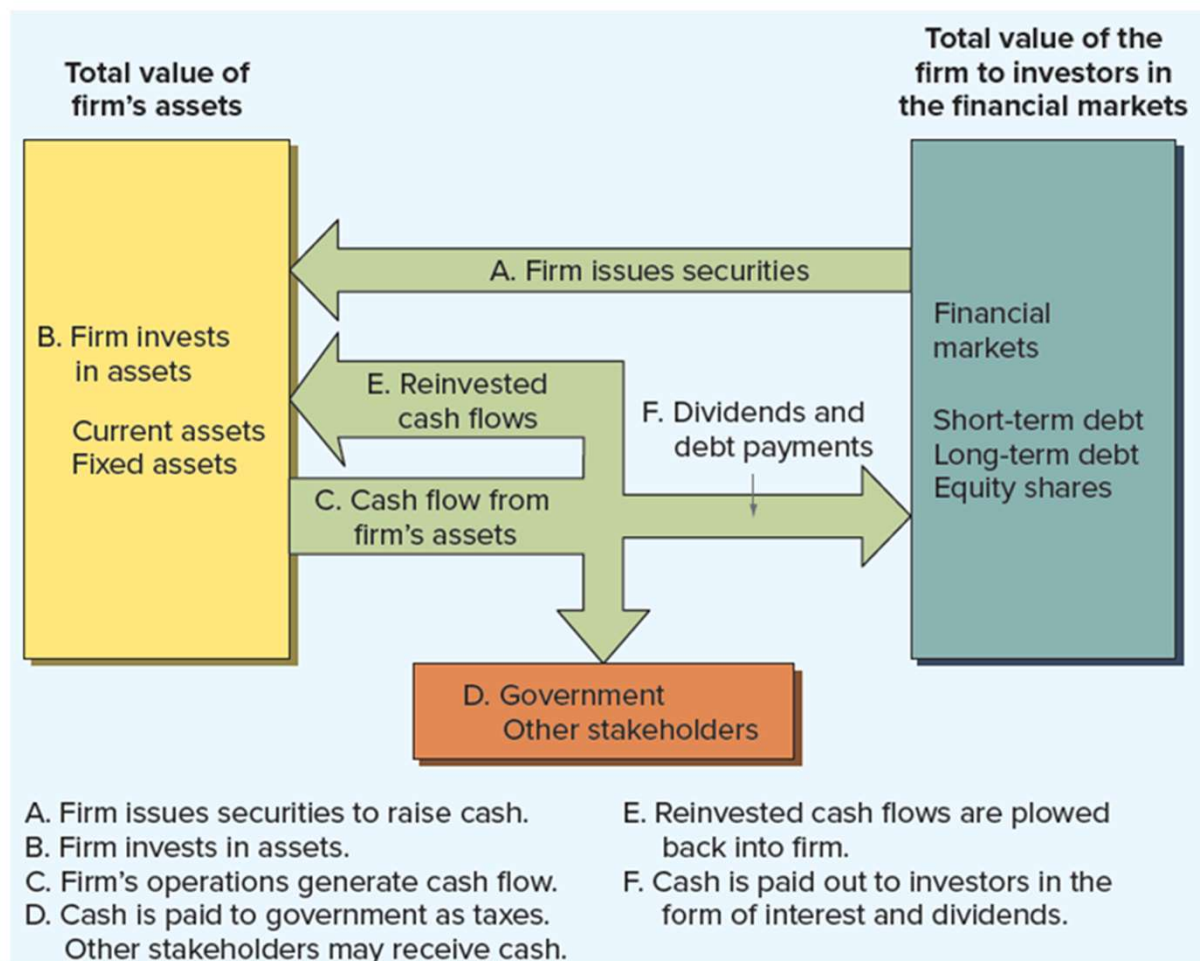 Total value of
firm's assets
Total value of the
firm to investors in
the financial markets
A. Firm issues securities
B. Firm invests
in assets
Current assets
Fixed assets
E. Reinvested
cash flows
F. Dividends and
debt payments
C. Cash flow from
firm's assets
Financial
markets
Short-term debt
Long-term debt
Equity shares
D. Government
Other stakeholders
A. Firm issues securities to raise cash.
B. Firm invests in assets.
C. Firm's operations generate cash flow.
D. Cash is paid to government as taxes.
Other stakeholders may receive cash.
E. Reinvested cash flows are plowed
back into firm.
F. Cash is paid out to investors in the
form of interest and dividends.